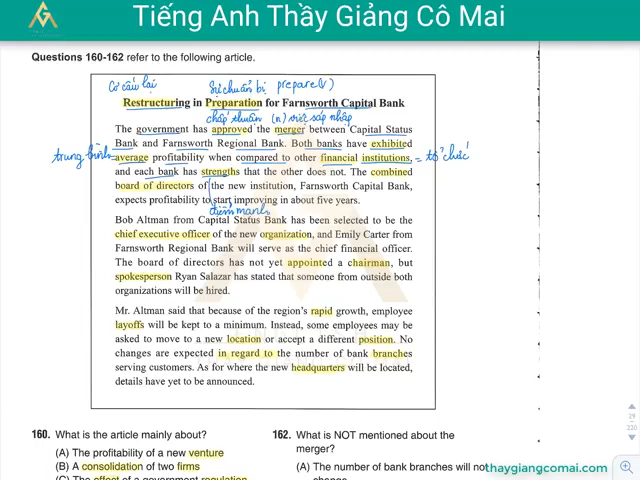 Tiếng Anh Thầy Giảng Cô Mai
Questions 160-162 refer to the following article.
Cơ cấu lại sự chuẩn bị prepare(v)
Restructuring in Preparation for Farnsworth Capital Bank
chấp thuận (n) việc sáp nhập
The government has approved the merger between Capital Status
Bank and Farnsworth Regional Bank. Both banks have exhibited
trung bình = average profitability when compared to other financial institutions, = tổ chức
and each bank has strengths that the other does not. The combined
board of directors of the new institution, Farnsworth Capital Bank,
expects profitability to start improving in about five years.
điểm mạnh
Bob Altman from Capital Status Bank has been selected to be the
chief executive officer of the new organization, and Emily Carter from
Farnsworth Regional Bank will serve as the chief financial officer.
The board of directors has not yet appointed a chairman, but
spokesperson Ryan Salazar has stated that someone from outside both
organizations will be hired.
Mr. Altman said that because of the region's rapid growth, employee
layoffs will be kept to a minimum. Instead, some employees may be
asked to move to a new location or accept a different position. No
changes are expected in regard to the number of bank branches
serving customers. As for where the new headquarters will be located,
details have yet to be announced.
160. What is the article mainly about?
(A) The profitability of a new venture
(B) A consolidation of two firms
(C) The effect of a government regulation
162. What is NOT mentioned about the
merger?
(A) The number of bank branches will not
change.
29
220
thaygiangcomai.com